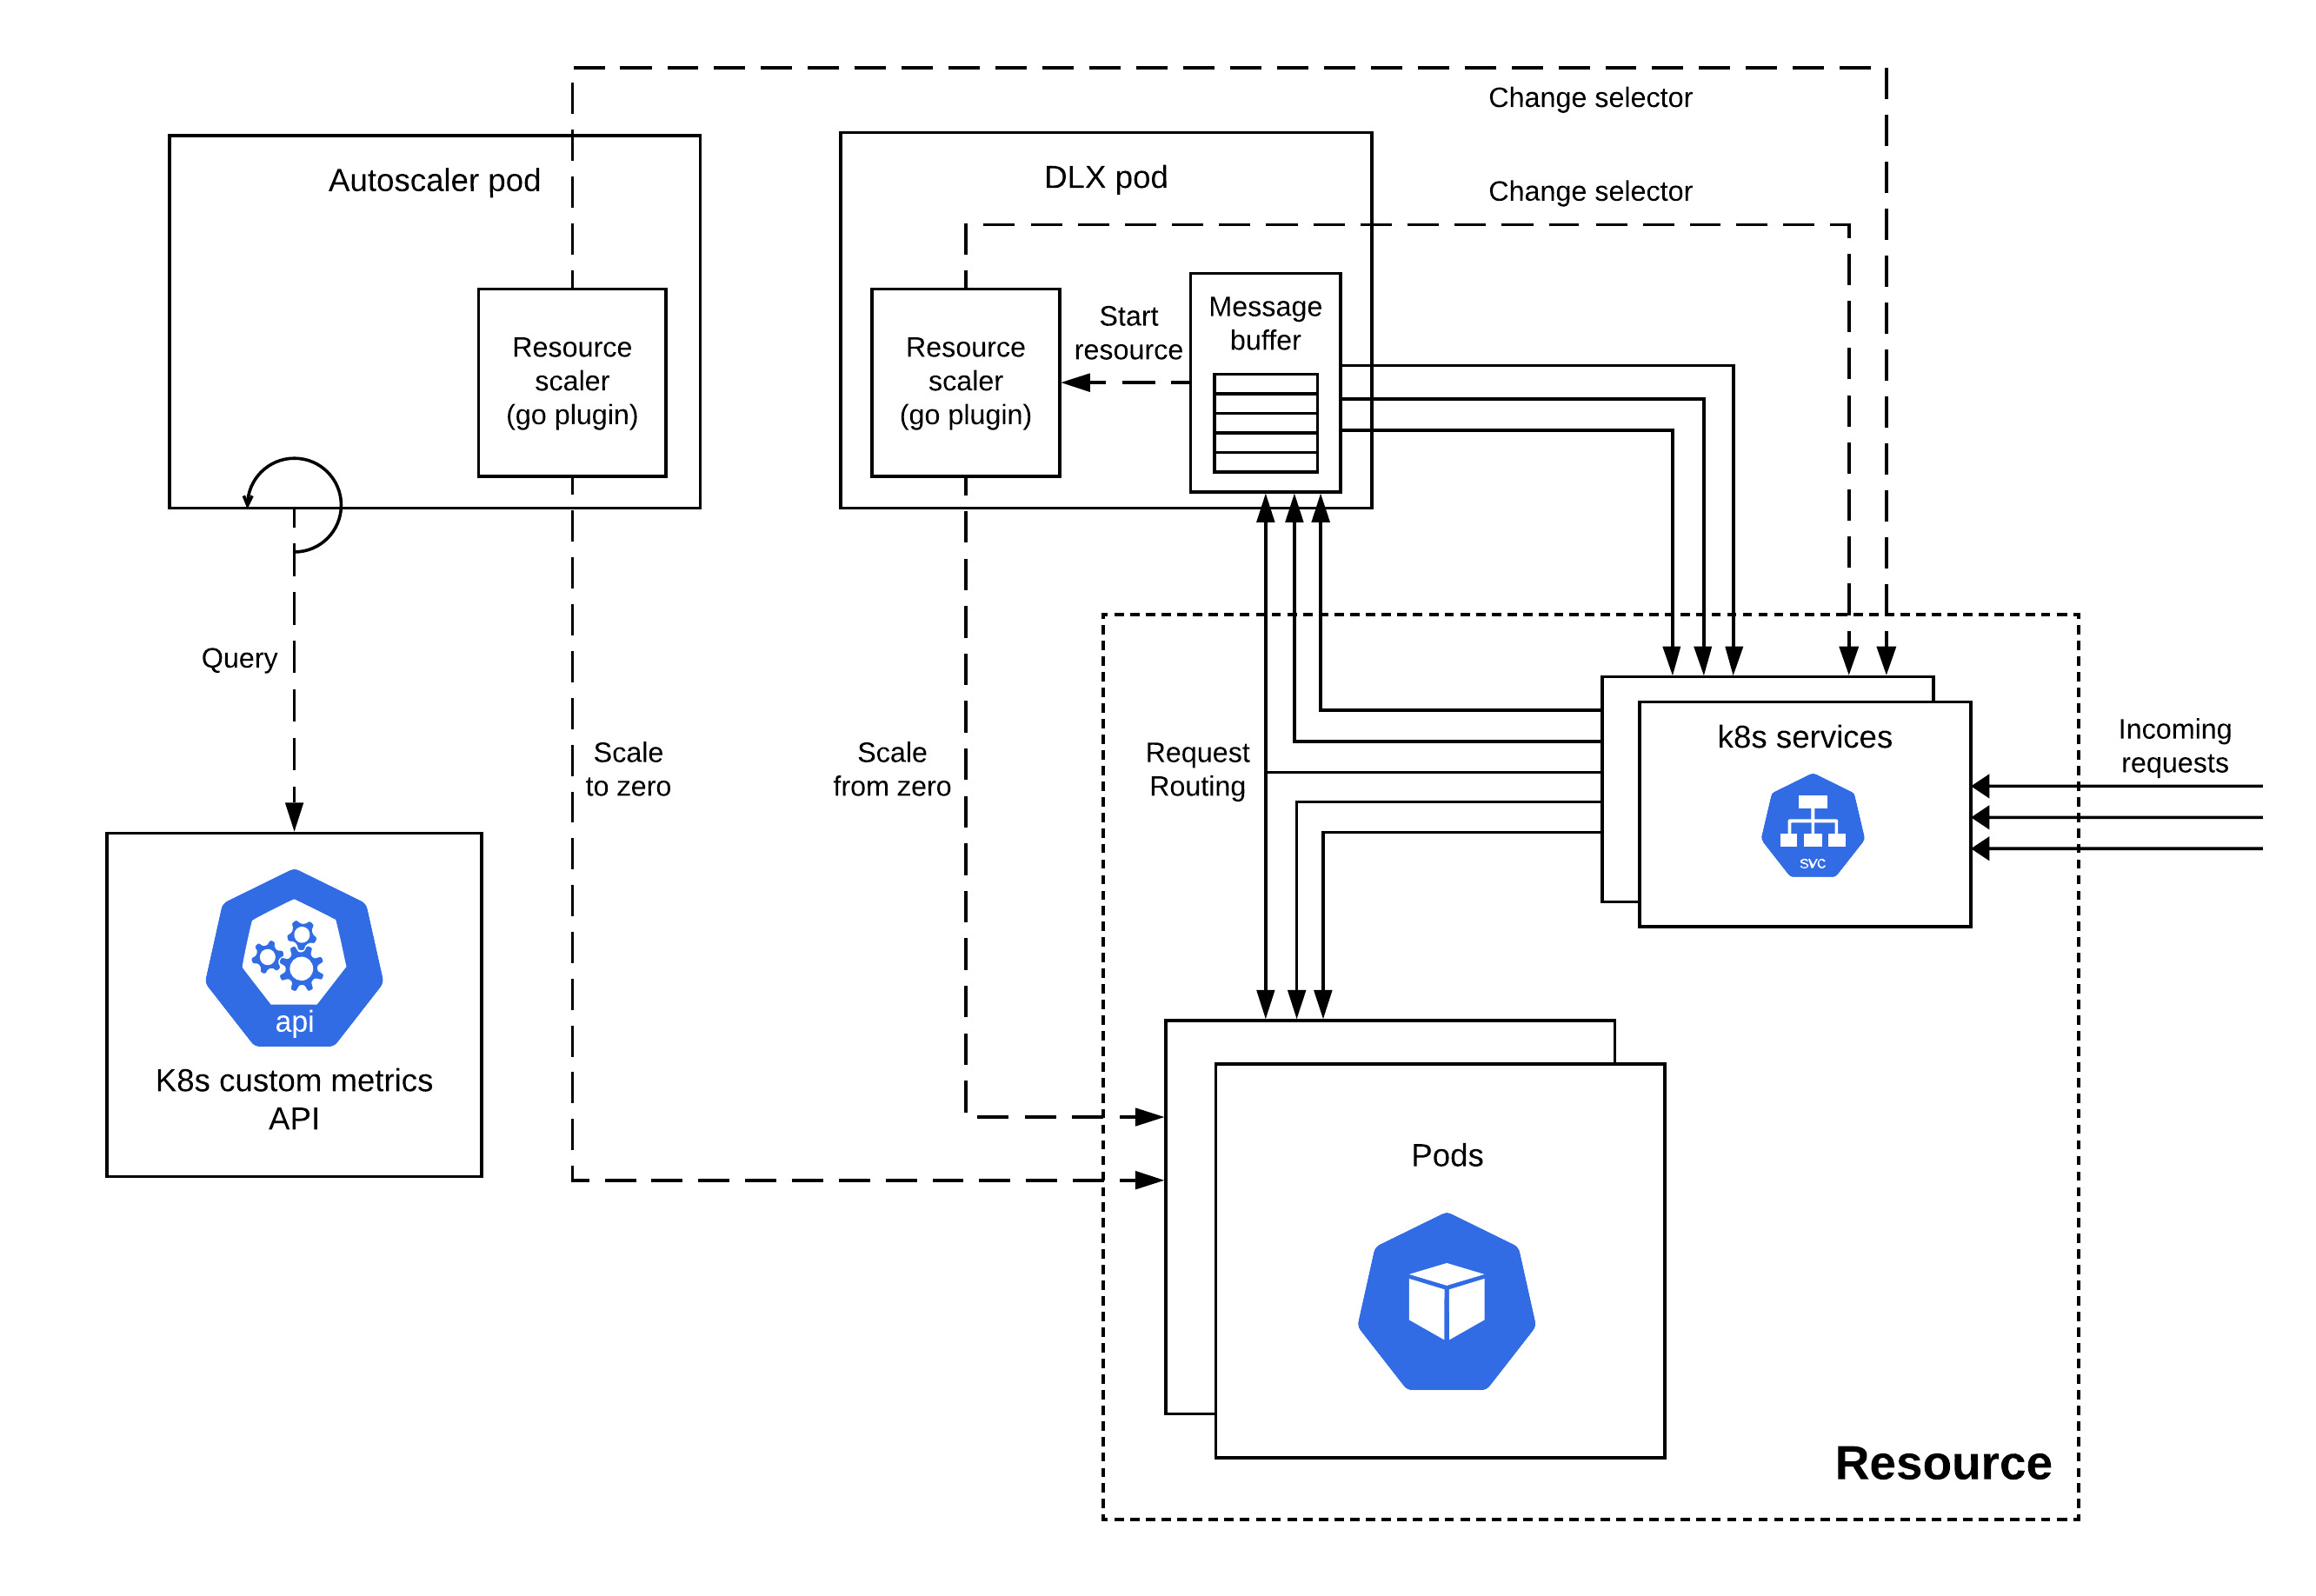 Change selector
Autoscaler pod
DLX pod
Change selector
Resource
scaler
(go plugin)
Resource
scaler
(go plugin)
Start
resource
Message
buffer
Query
Scale
to zero
Scale
from zero
Request
Routing
k8s services
svc
Incoming
requests
api
K8s custom metrics
API
Pods
Resource